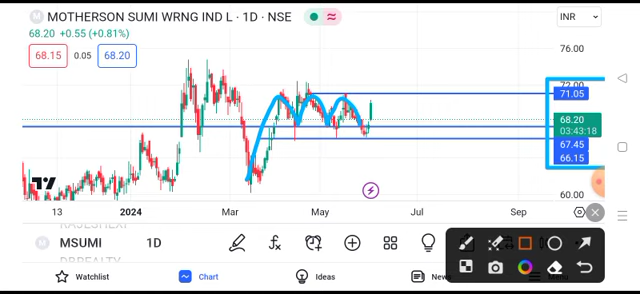 M MOTHERSON SUMI WRNG IND L · 1D · NSE
INR
68.20 +0.55 (+0.81%)
68.15 0.05 68.20
76.00
72.00
71.05
68.20
03:43:18
67.45
66.15
60.00
13 2024 Mar May Jul Sep
M MSUMI 1D
Watchlist Chart Ideas News